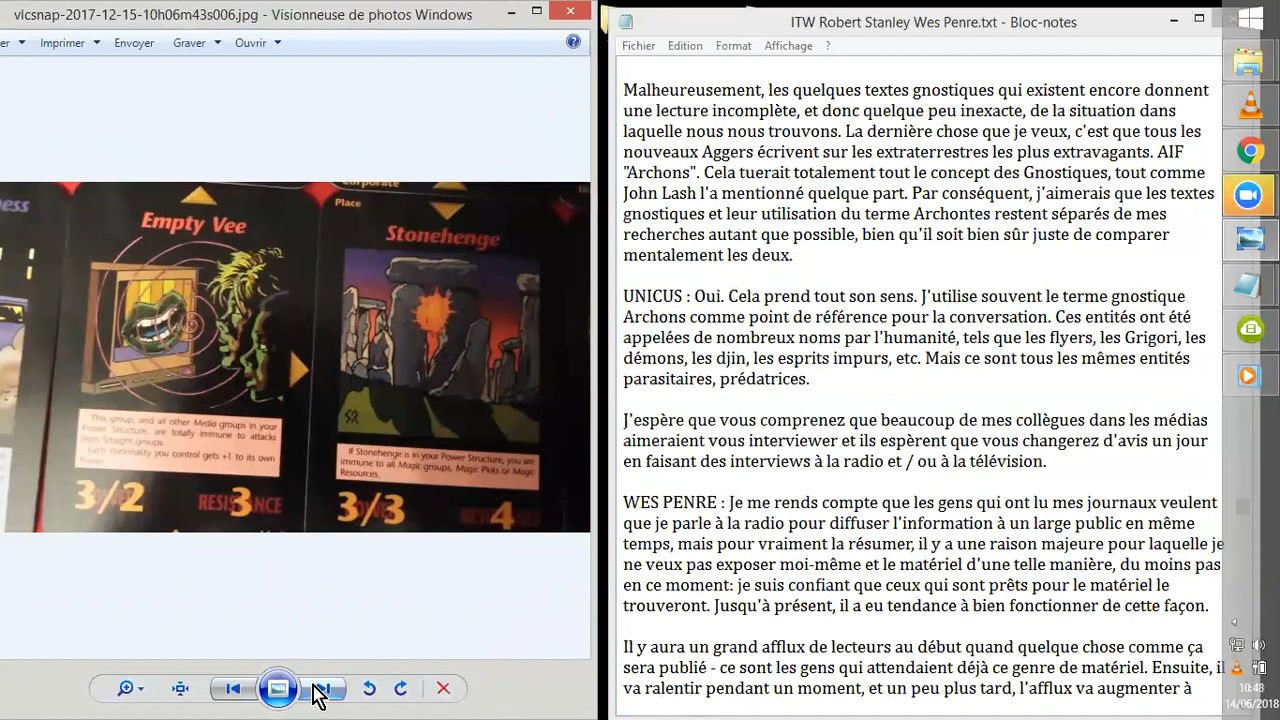 vlcsnap-2017-12-15-10h06m43s006.jpg - Visionneuse de photos Windows
Imprimer
Envoyer
Graver
Ouvrir
Empty Vee
This group, and all other Media groups in your
Power Structure, are totally immune to attacks
from Straight groups.
Each Personality you control gets +1 to its own
Power.
3/2
RESISTANCE
3
Corporate
Place
Stonehenge
If Stonehenge is in your Power Structure, you are
immune to all Magic groups, Magic Plots or Magic
Resources.
3/3
4
ITW Robert Stanley Wes Penre.txt - Bloc-notes
Fichier Edition Format Affichage ?
Malheureusement, les quelques textes gnostiques qui existent encore donnent
une lecture incomplète, et donc quelque peu inexacte, de la situation dans
laquelle nous nous trouvons. La dernière chose que je veux, c'est que tous les
nouveaux Aggers écrivent sur les extraterrestres les plus extravagants. AIF
"Archons". Cela tuerait totalement tout le concept des Gnostiques, tout comme
John Lash l'a mentionné quelque part. Par conséquent, j'aimerais que les textes
gnostiques et leur utilisation du terme Archontes restent séparés de mes
recherches autant que possible, bien qu'il soit bien sûr juste de comparer
mentalement les deux.
UNICUS : Oui. Cela prend tout son sens. J'utilise souvent le terme gnostique
Archons comme point de référence pour la conversation. Ces entités ont été
appelées de nombreux noms par l'humanité, tels que les flyers, les Grigori, les
démons, les djin, les esprits impurs, etc. Mais ce sont tous les mêmes entités
parasitaires, prédatrices.
J'espère que vous comprenez que beaucoup de mes collègues dans les médias
aimeraient vous interviewer et ils espèrent que vous changerez d'avis un jour
en faisant des interviews à la radio et / ou à la télévision.
WES PENRE : Je me rends compte que les gens qui ont lu mes journaux veulent
que je parle à la radio pour diffuser l'information à un large public en même
temps, mais pour vraiment la résumer, il y a une raison majeure pour laquelle je
ne veux pas exposer moi-même et le matériel d'une telle manière, du moins pas
en ce moment: je suis confiant que ceux qui sont prêts pour le matériel le
trouveront. Jusqu'à présent, il a eu tendance à bien fonctionner de cette façon.
Il y aura un grand afflux de lecteurs au début quand quelque chose comme ça
sera publié - ce sont les gens qui attendaient déjà ce genre de matériel. Ensuite, il
va ralentir pendant un moment, et un peu plus tard, l'afflux va augmenter à
10:48
14/06/2018